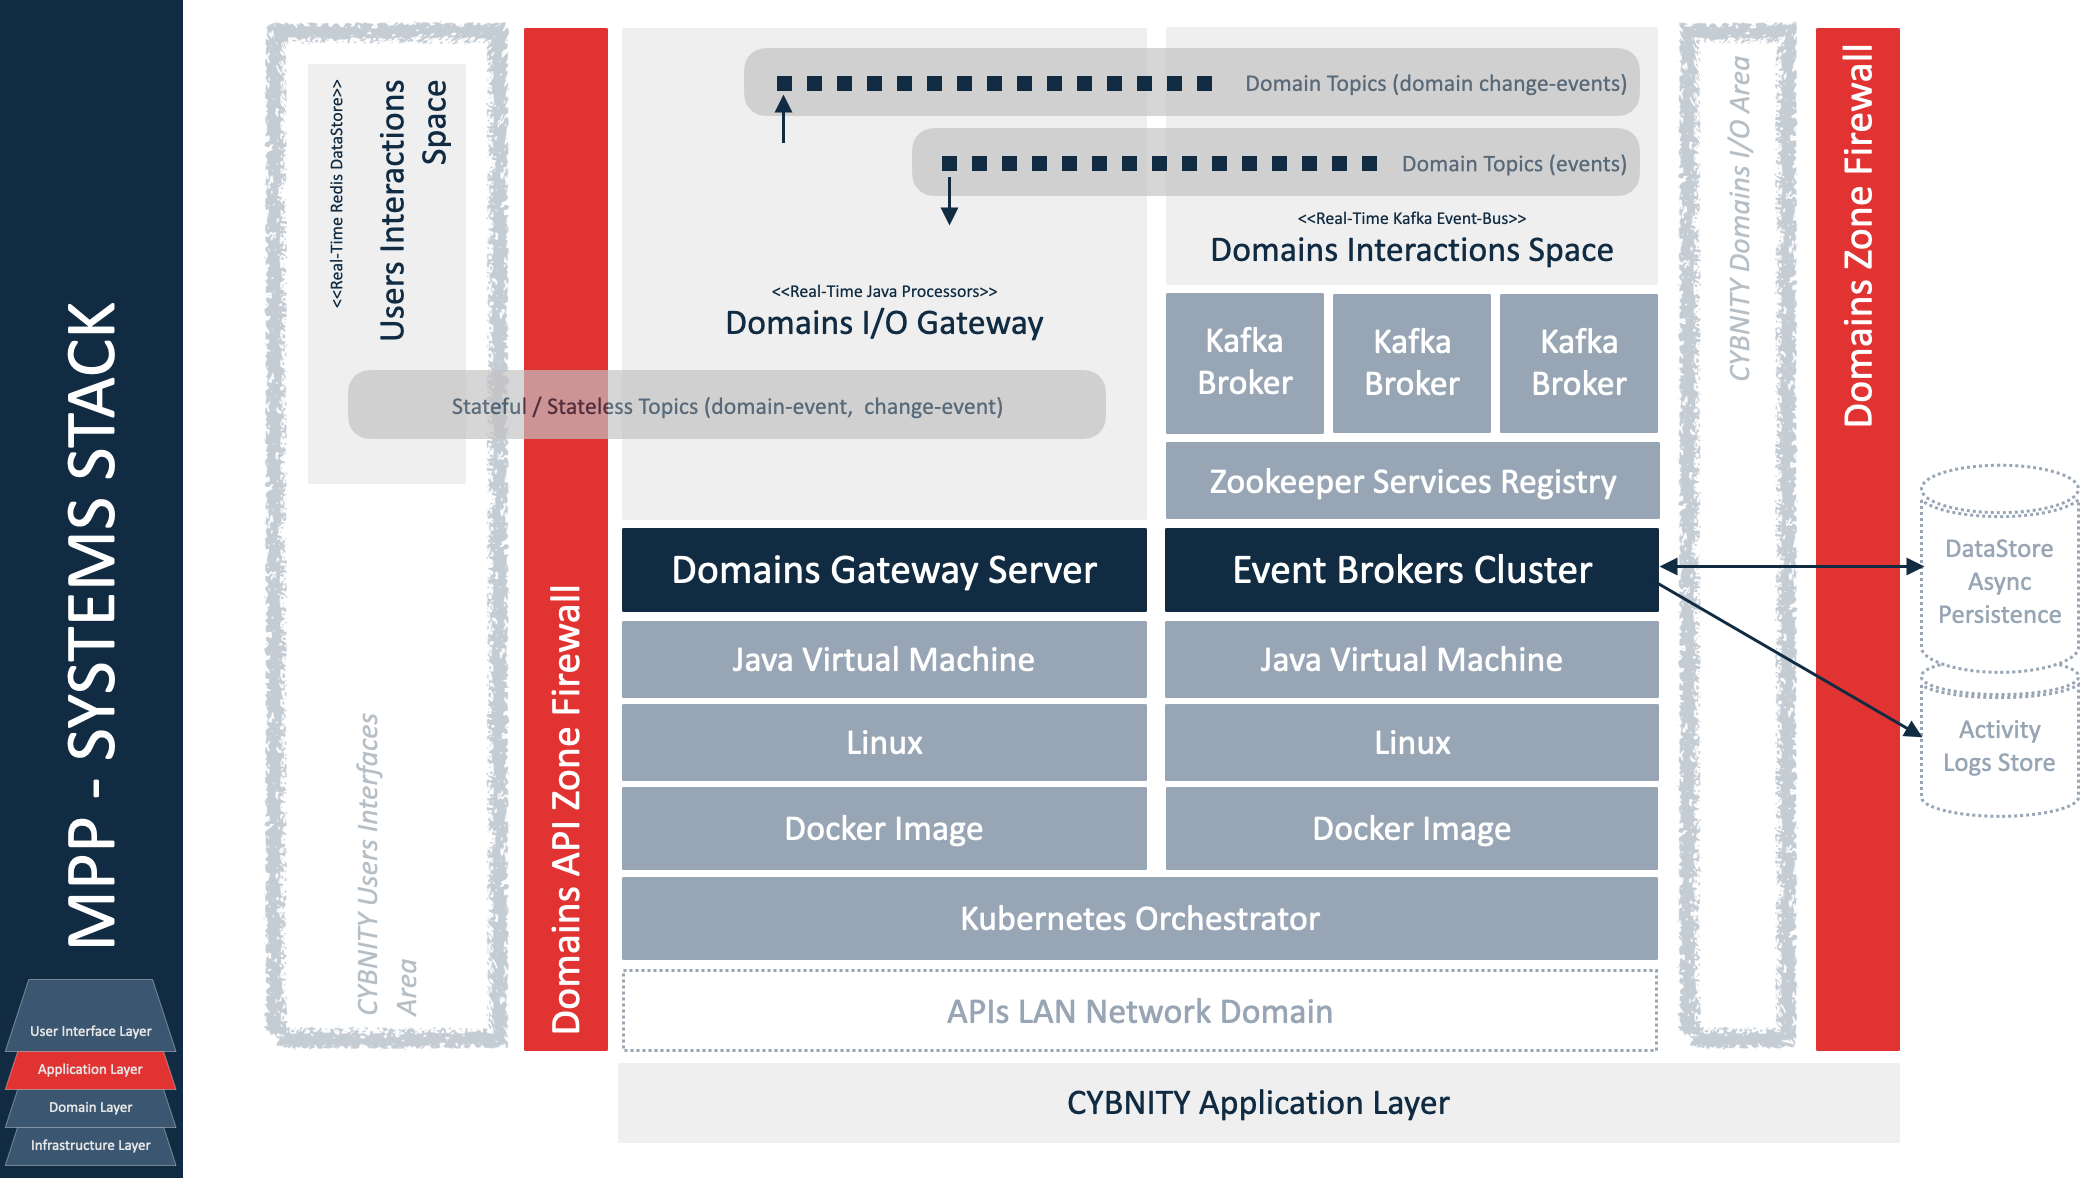 MPP - SYSTEMS STACK
User Interface Layer
Application Layer
Domain Layer
Infrastructure Layer
<<Real-Time Redis DataStore>>
Users Interactions
Space
CYBNITY Users Interfaces
Area
Domains API Zone Firewall
Domain Topics (domain change-events)
Domain Topics (events)
<<Real-Time Kafka Event-Bus>>
Domains Interactions Space
<<Real-Time Java Processors>>
Domains I/O Gateway
Stateful / Stateless Topics (domain-event,  change-event)
Kafka
Broker
Kafka
Broker
Kafka
Broker
Zookeeper Services Registry
Domains Gateway Server
Event Brokers Cluster
Java Virtual Machine
Java Virtual Machine
Linux
Linux
Docker Image
Docker Image
Kubernetes Orchestrator
APIs LAN Network Domain
CYBNITY Application Layer
CYBNITY Domains I/O Area
Domains Zone Firewall
DataStore
Async
Persistence
Activity
Logs Store